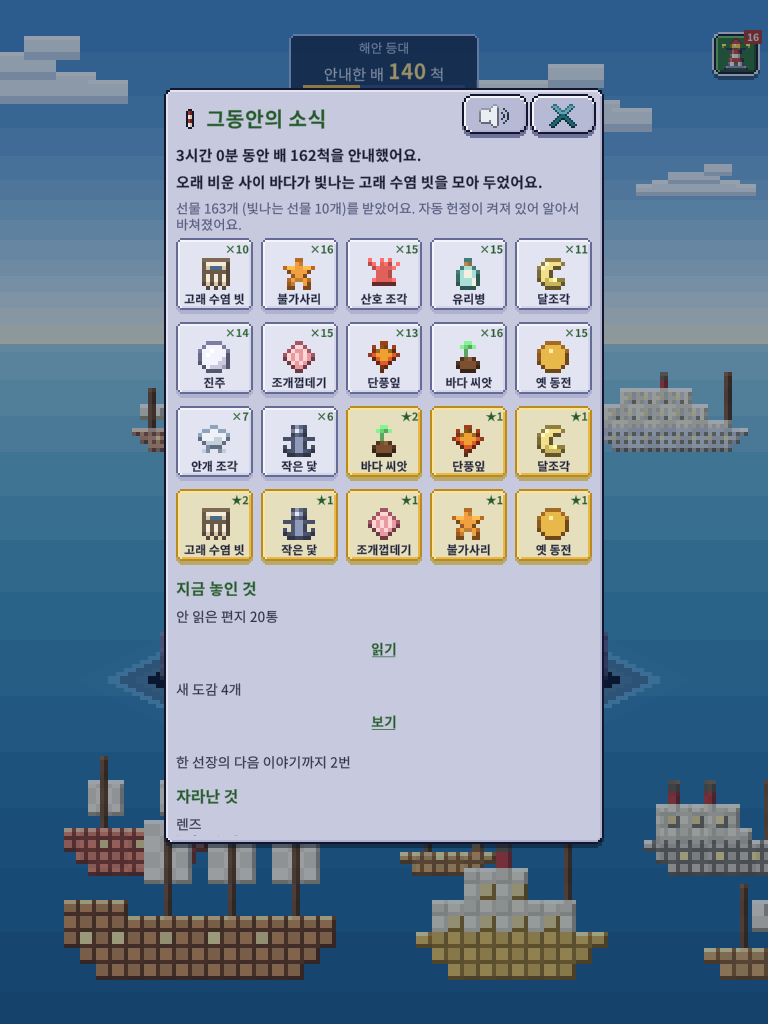 해안 등대
안내한 배 140 척
16
그동안의 소식
3시간 0분 동안 배 162척을 안내했어요.
오래 비운 사이 바다가 빛나는 고래 수염 빗을 모아 두었어요.
선물 163개 (빛나는 선물 10개)를 받았어요. 자동 헌정이 켜져 있어 알아서
바쳐졌어요.
×10 ×16 ×15 ×15 ×11
고래 수염 빗 불가사리 산호 조각 유리병 달조각
×14 ×15 ×13 ×16 ×15
진주 조개껍데기 단풍잎 바다 씨앗 옛 동전
×7 ×6 ★2 ★1 ★1
안개 조각 작은 닻 바다 씨앗 단풍잎 달조각
★2 ★1 ★1 ★1 ★1
고래 수염 빗 작은 닻 조개껍데기 불가사리 옛 동전
지금 놓인 것
안 읽은 편지 20통
읽기
새 도감 4개
보기
한 선장의 다음 이야기까지 2번
자라난 것
렌즈